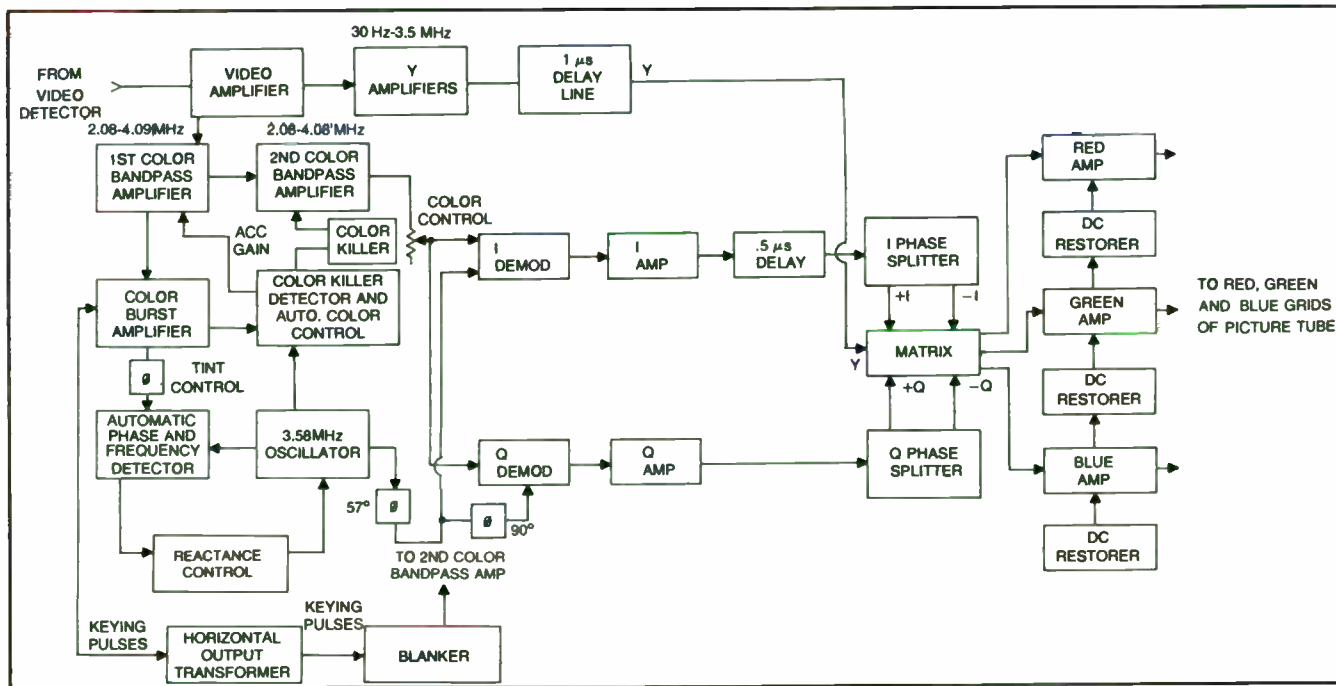 30 Hz-3.5 MHz
FROM
VIDEO
DETECTOR
VIDEO
AMPLIFIER
Y
AMPLIFIERS
1 µs
DELAY
LINE
Y
2.08-4.09MHz
2.08-4.08'MHz
1ST COLOR
BANDPASS
AMPLIFIER
2ND COLOR
BANDPASS
AMPLIFIER
COLOR
CONTROL
ACC
GAIN
COLOR
KILLER
I
DEMOD
I
AMP
.5 µs
DELAY
I PHASE
SPLITTER
+I
-I
RED
AMP
DC
RESTORER
COLOR
BURST
AMPLIFIER
COLOR KILLER
DETECTOR AND
AUTO. COLOR
CONTROL
GREEN
AMP
TO RED, GREEN
AND BLUE GRIDS
OF PICTURE TUBE
MATRIX
Y
+Q
-Q
ø
TINT
CONTROL
DC
RESTORER
AUTOMATIC
PHASE AND
FREQUENCY
DETECTOR
3.58MHz
OSCILLATOR
Q
DEMOD
Q
AMP
Q PHASE
SPLITTER
BLUE
AMP
57°
ø
ø
90°
DC
RESTORER
REACTANCE
CONTROL
TO 2ND COLOR
BANDPASS AMP
KEYING
PULSES
HORIZONTAL
OUTPUT
TRANSFORMER
KEYING
PULSES
BLANKER